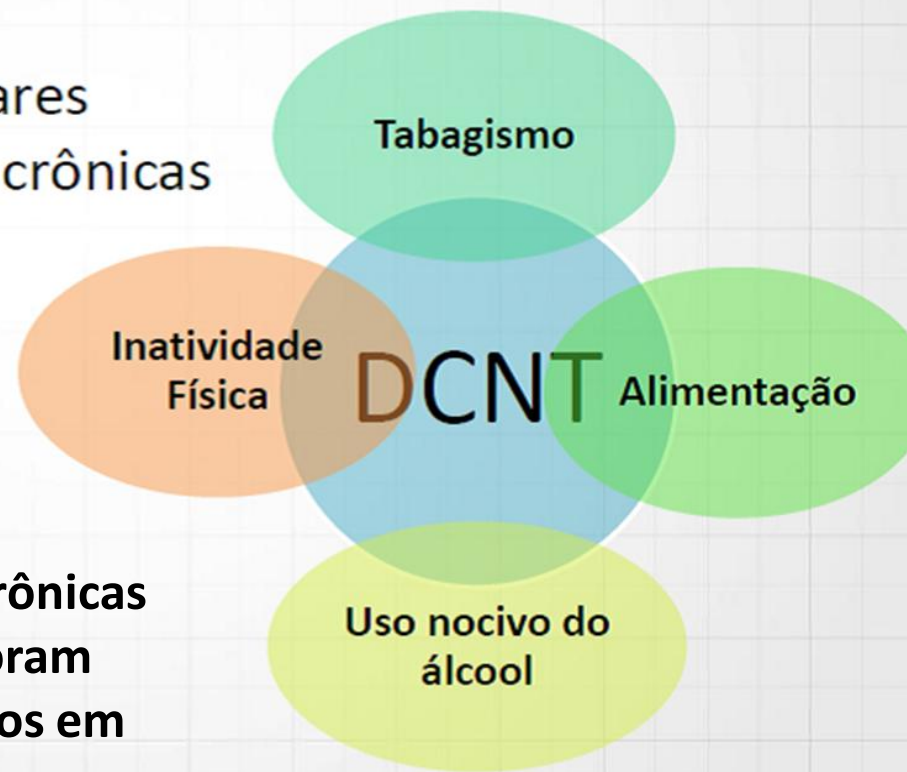 ares
crônicas
Tabagismo
Inatividade
Física
DCNT
Alimentação
Uso nocivo do
álcool
rônicas
oram
os em